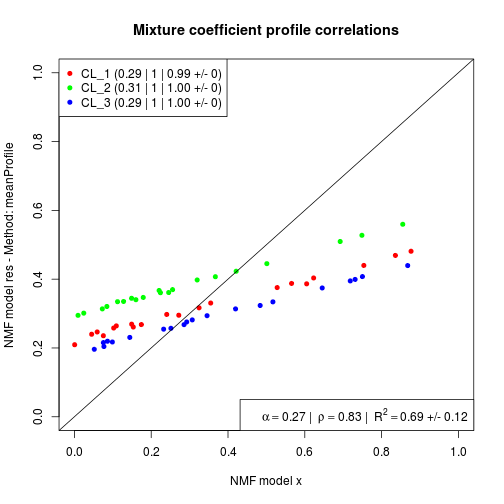 Mixture coefficient profile correlations
CL_1 (0.29 | 1 | 0.99 +/- 0)
CL_2 (0.31 | 1 | 1.00 +/- 0)
CL_3 (0.29 | 1 | 1.00 +/- 0)
NMF model res - Method: meanProfile
1.0
0.8
0.6
0.4
0.2
0.0
α = 0.27 | ρ = 0.83 | R² = 0.69 +/- 0.12
0.0 0.2 0.4 0.6 0.8 1.0
NMF model x